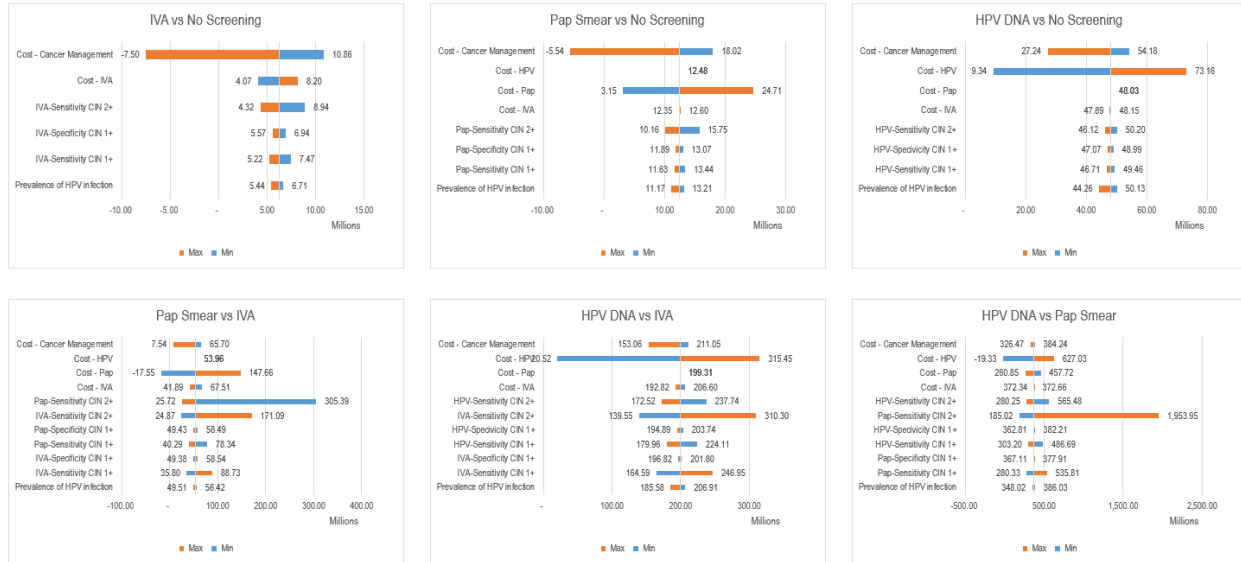 IVA vs No Screening
Cost - Cancer Management -7.50 10.86
Cost - IVA 4.07 8.20
IVA-Sensitivity CIN 2+ 4.32 8.94
IVA-Specificity CIN 1+ 5.57 6.94
IVA-Sensitivity CIN 1+ 5.22 7.47
Prevalence of HPV infection 5.44 6.71
-10.00 -5.00 - 5.00 10.00 15.00
Millions
Max Min
Pap Smear vs No Screening
Cost - Cancer Management -5.54 18.02
Cost - HPV 12.48
Cost - Pap 3.15 24.71
Cost - IVA 12.35 12.60
Pap-Sensitivity CIN 2+ 10.16 15.75
Pap-Specificity CIN 1+ 11.89 13.07
Pap-Sensitivity CIN 1+ 11.63 13.44
Prevalence of HPV infection 11.17 13.21
-10.00 - 10.00 20.00 30.00
Millions
Max Min
HPV DNA vs No Screening
Cost - Cancer Management 27.24 54.18
Cost - HPV 9.34 73.16
Cost - Pap 48.03
Cost - IVA 47.89 48.15
HPV-Sensitivity CIN 2+ 46.12 50.20
HPV-Specivicity CIN 1+ 47.07 48.99
HPV-Sensitivity CIN 1+ 46.71 49.46
Prevalence of HPV infection 44.26 50.13
- 20.00 40.00 60.00 80.00
Millions
Max Min
Pap Smear vs IVA
Cost - Cancer Management 7.54 65.70
Cost - HPV 53.96
Cost - Pap -17.55 147.66
Cost - IVA 41.89 67.51
Pap-Sensitivity CIN 2+ 25.72 305.39
IVA-Sensitivity CIN 2+ 24.87 171.09
Pap-Specificity CIN 1+ 49.43 58.49
Pap-Sensitivity CIN 1+ 40.29 78.34
IVA-Specificity CIN 1+ 49.38 58.54
IVA-Sensitivity CIN 1+ 35.80 88.73
Prevalence of HPV infection 49.51 56.42
-100.00 - 100.00 200.00 300.00 400.00
Millions
Max Min
HPV DNA vs IVA
Cost - Cancer Management 153.06 211.05
Cost - HPV 20.52 315.45
Cost - Pap 199.31
Cost - IVA 192.82 206.60
HPV-Sensitivity CIN 2+ 172.52 237.74
IVA-Sensitivity CIN 2+ 139.55 310.30
HPV-Specivicity CIN 1+ 194.89 203.74
HPV-Sensitivity CIN 1+ 179.96 224.11
IVA-Specificity CIN 1+ 196.82 201.80
IVA-Sensitivity CIN 1+ 164.59 246.95
Prevalence of HPV infection 185.58 206.91
- 100.00 200.00 300.00
Millions
Max Min
HPV DNA vs Pap Smear
Cost - Cancer Management 326.47 384.24
Cost - HPV -19.33 627.03
Cost - Pap 260.85 457.72
Cost - IVA 372.34 372.66
HPV-Sensitivity CIN 2+ 280.25 565.48
Pap-Sensitivity CIN 2+ 185.02 1,953.95
HPV-Specificity CIN 1+ 362.81 382.21
HPV-Sensitivity CIN 1+ 303.20 486.69
Pap-Specificity CIN 1+ 367.11 377.91
Pap-Sensitivity CIN 1+ 280.33 535.81
Prevalence of HPV infection 348.02 386.03
-500.00 500.00 1,500.00 2,500.00
Millions
Max Min